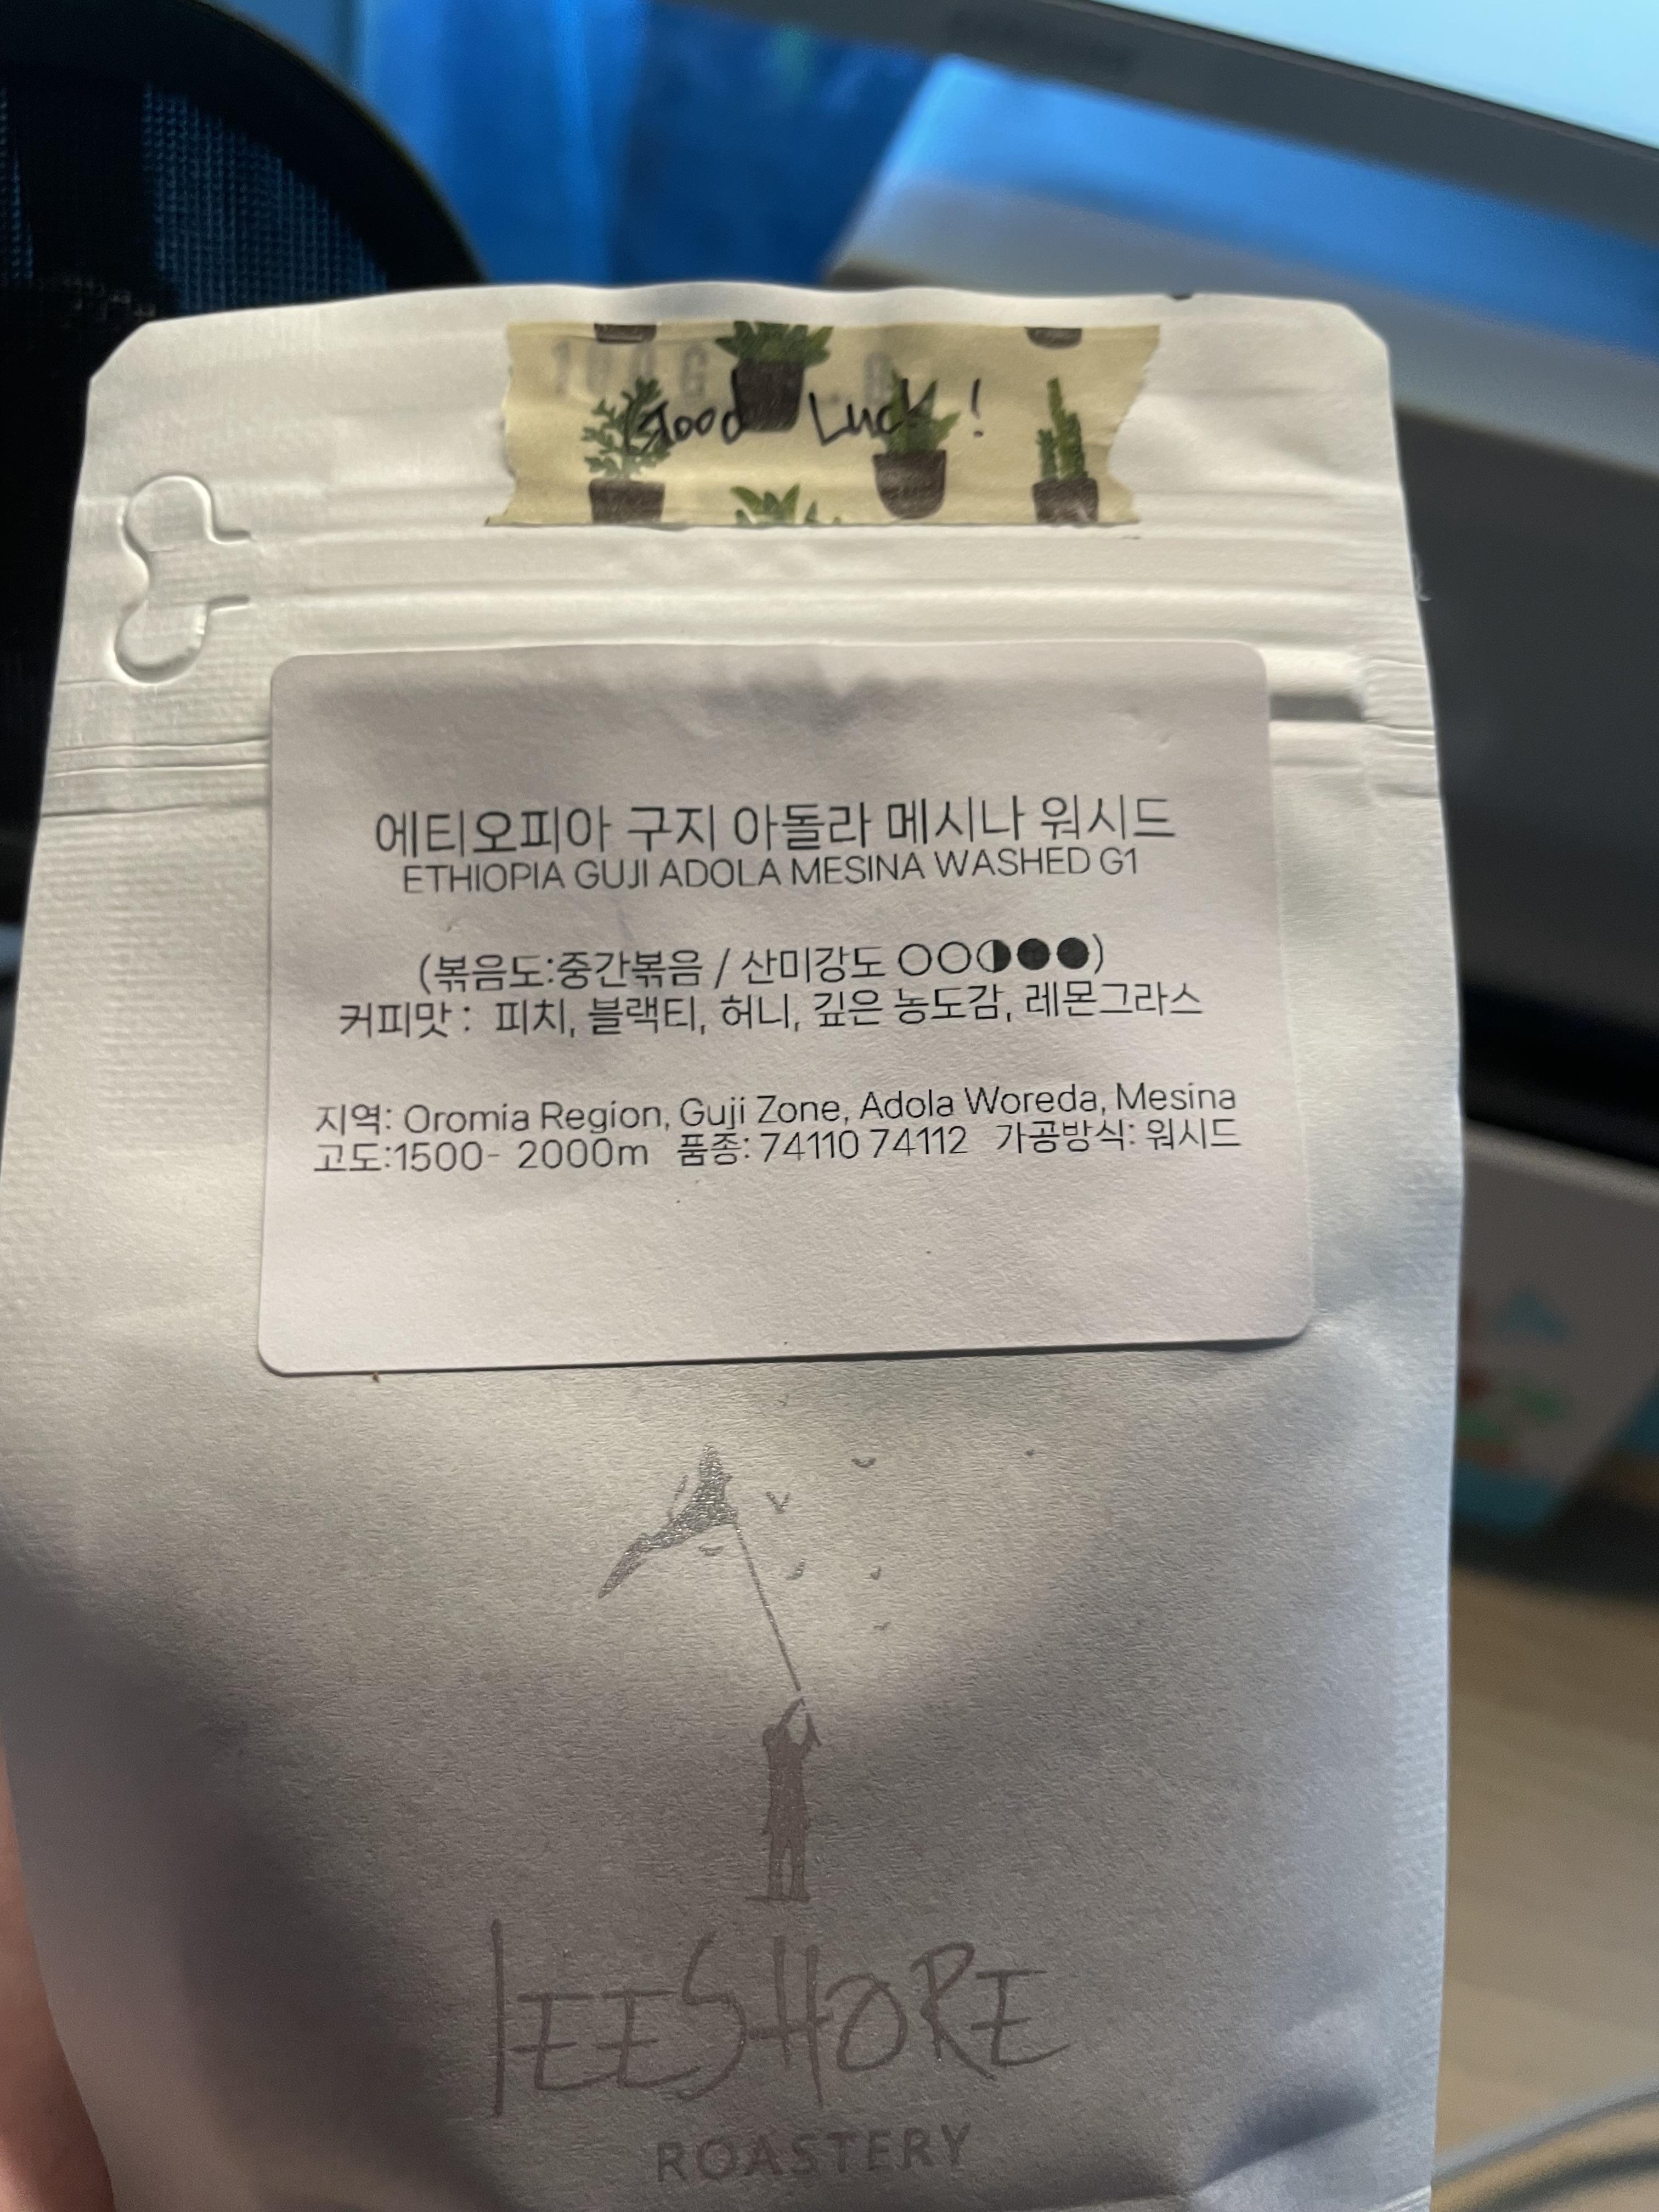 Good Luck!
에티오피아 구지 아돌라 메시나 워시드
ETHIOPIA GUJI ADOLA MESINA WASHED G1
(볶음도:중간볶음 / 산미강도 ○○◑●●)
커피맛 : 피치, 블랙티, 허니, 깊은 농도감, 레몬그라스
지역: Oromia Region, Guji Zone, Adola Woreda, Mesina
고도:1500- 2000m 품종: 74110 74112 가공방식: 워시드
LEESHORE
ROASTERY